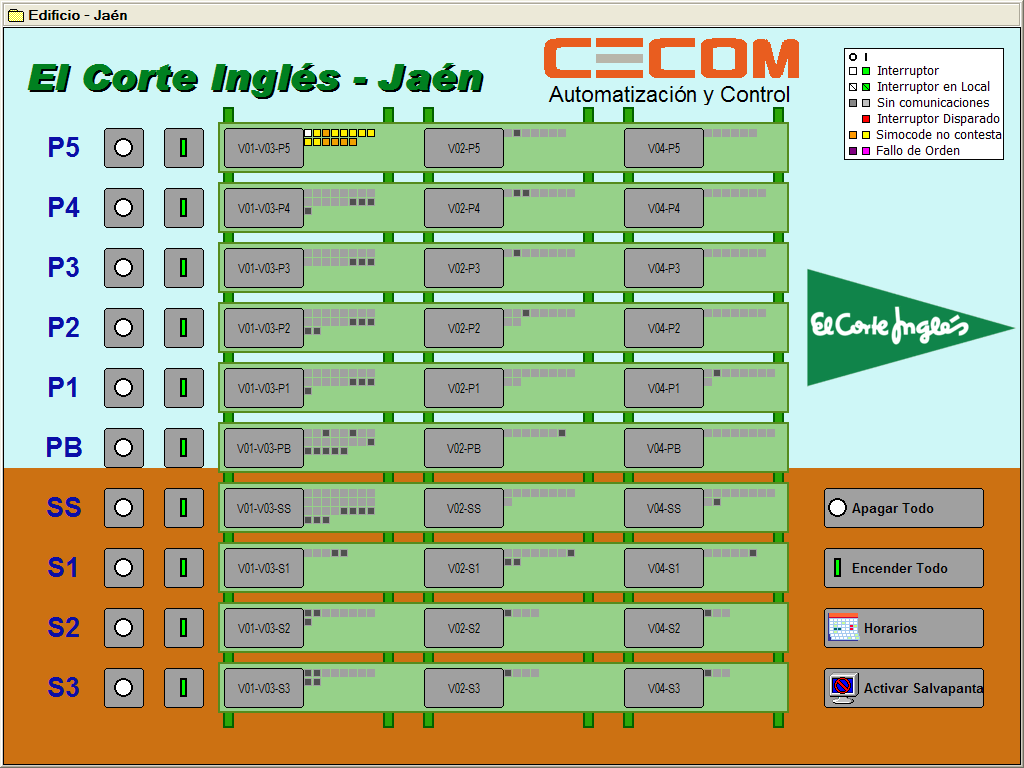 Edificio - Jaén
El Corte Inglés - Jaén
CECOM
Automatización y Control
O I
Interruptor
Interruptor en Local
Sin comunicaciones
Interruptor Disparado
Simocode no contesta
Fallo de Orden
P5 V01-V03-P5 V02-P5 V04-P5
P4 V01-V03-P4 V02-P4 V04-P4
P3 V01-V03-P3 V02-P3 V04-P3
P2 V01-V03-P2 V02-P2 V04-P2
El Corte Inglés
P1 V01-V03-P1 V02-P1 V04-P1
PB V01-V03-PB V02-PB V04-PB
SS V01-V03-SS V02-SS V04-SS
Apagar Todo
S1 V01-V03-S1 V02-S1 V04-S1
Encender Todo
S2 V01-V03-S2 V02-S2 V04-S2
Horarios
S3 V01-V03-S3 V02-S3 V04-S3
Activar Salvapanta